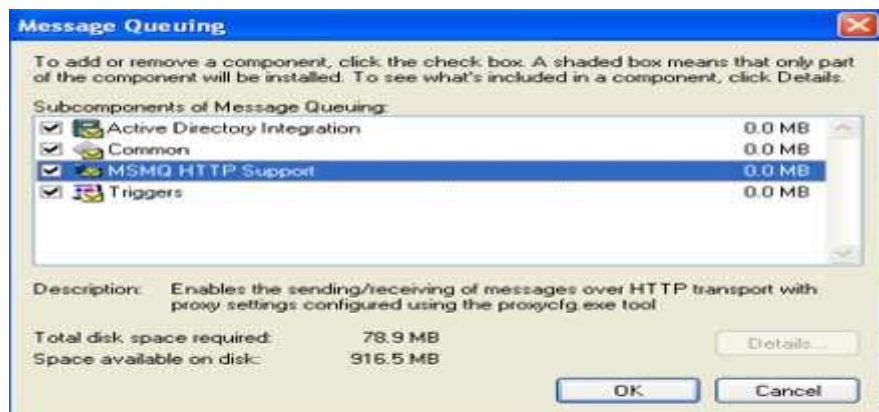 Message Queuing
To add or remove a component, click the check box. A shaded box means that only part
of the component will be installed. To see what's included in a component, click Details.
Subcomponents of Message Queuing:
Active Directory Integration 0.0 MB
Common 0.0 MB
MSMQ HTTP Support 0.0 MB
Triggers 0.0 MB
Description: Enables the sending/receiving of messages over HTTP transport with
proxy settings configured using the proxycfg.exe tool
Total disk space required: 78.9 MB
Details...
Space available on disk: 916.5 MB
OK Cancel